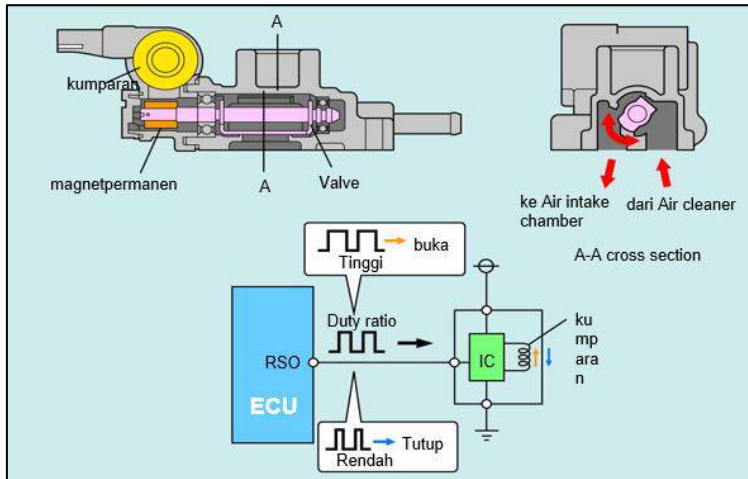 A
kumparan
magnetpermanen
A
Valve
ke Air intake
chamber
dari Air cleaner
A-A cross section
buka
Tinggi
Duty ratio
RSO
ECU
IC
ku
mp
ara
n
Tutup
Rendah